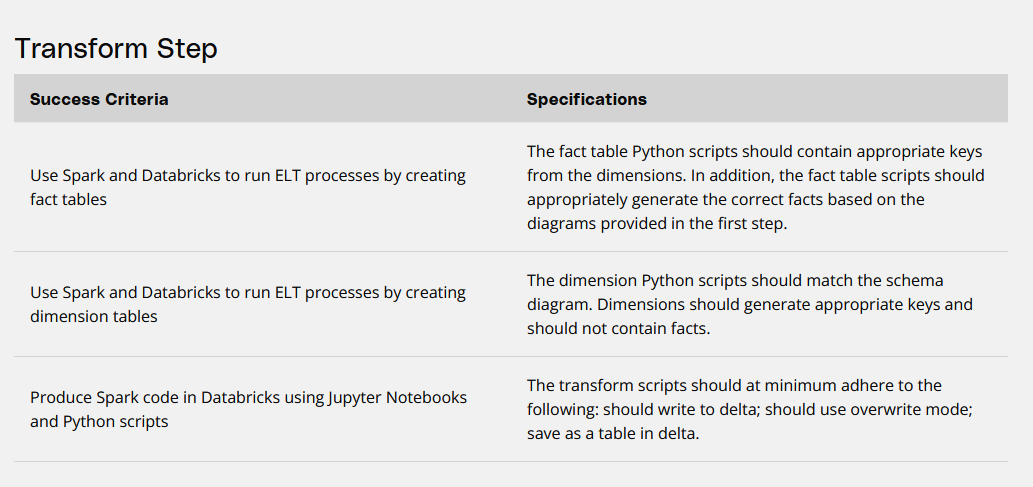 Transform Step
Success Criteria
Specifications
Use Spark and Databricks to run ELT processes by creating
fact tables
The fact table Python scripts should contain appropriate keys
from the dimensions. In addition, the fact table scripts should
appropriately generate the correct facts based on the
diagrams provided in the first step.
Use Spark and Databricks to run ELT processes by creating
dimension tables
The dimension Python scripts should match the schema
diagram. Dimensions should generate appropriate keys and
should not contain facts.
Produce Spark code in Databricks using Jupyter Notebooks
and Python scripts
The transform scripts should at minimum adhere to the
following: should write to delta; should use overwrite mode;
save as a table in delta.